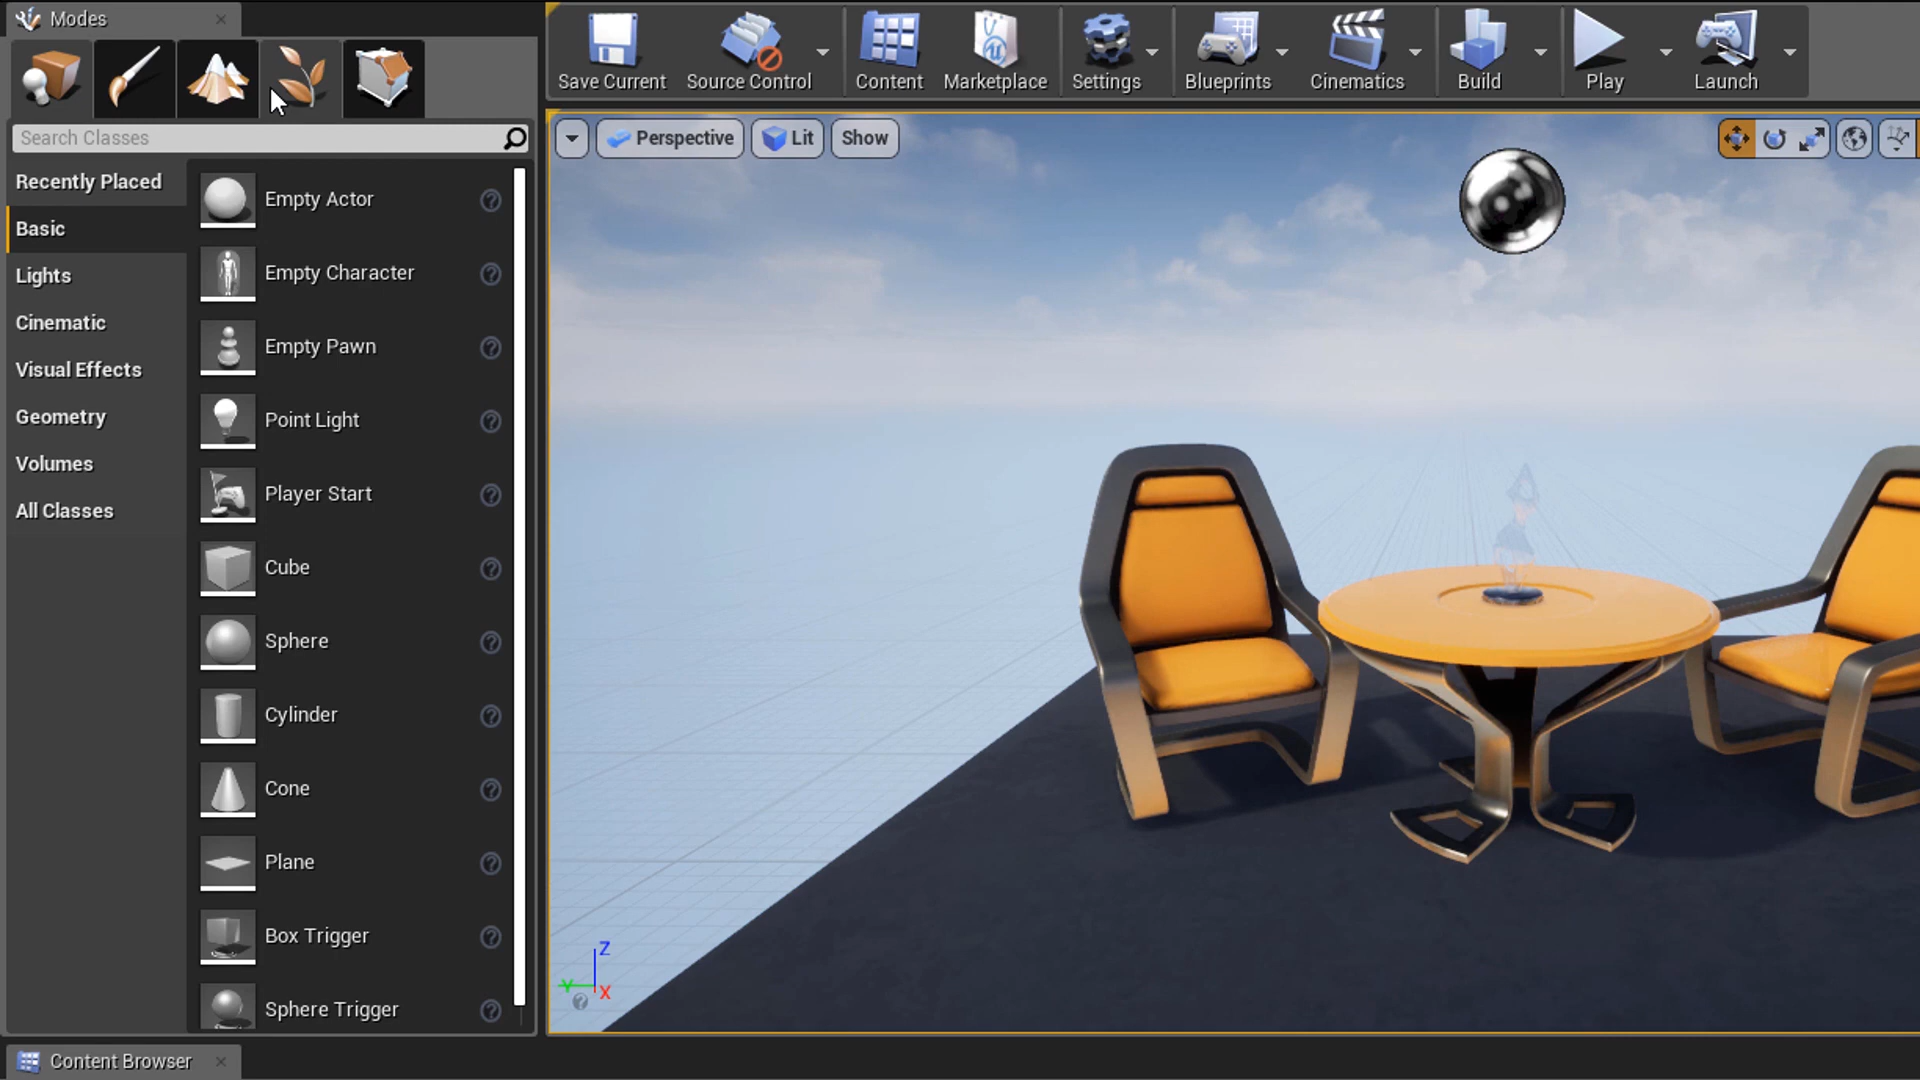 Modes
Save Current
Source Control
Content
Marketplace
Settings
Blueprints
Cinematics
Build
Play
Launch
Search Classes
Perspective
Lit
Show
Recently Placed
Basic
Lights
Cinematic
Visual Effects
Geometry
Volumes
All Classes
Empty Actor
Empty Character
Empty Pawn
Point Light
Player Start
Cube
Sphere
Cylinder
Cone
Plane
Box Trigger
Sphere Trigger
Z
Y
X
Content Browser